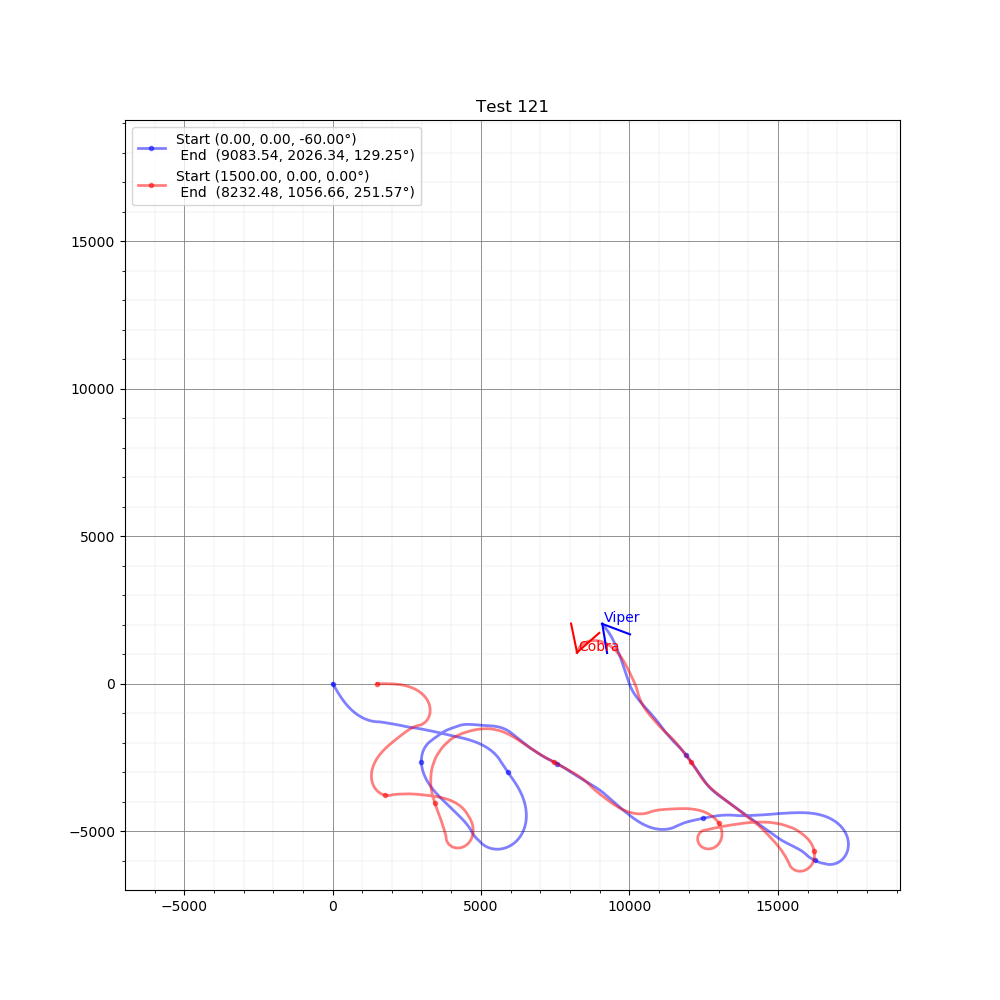 Test 121
Start (0.00, 0.00, -60.00°)
End (9083.54, 2026.34, 129.25°)
Start (1500.00, 0.00, 0.00°)
End (8232.48, 1056.66, 251.57°)
15000
10000
5000
Viper
Cobra
0
−5000
−5000
0
5000
10000
15000